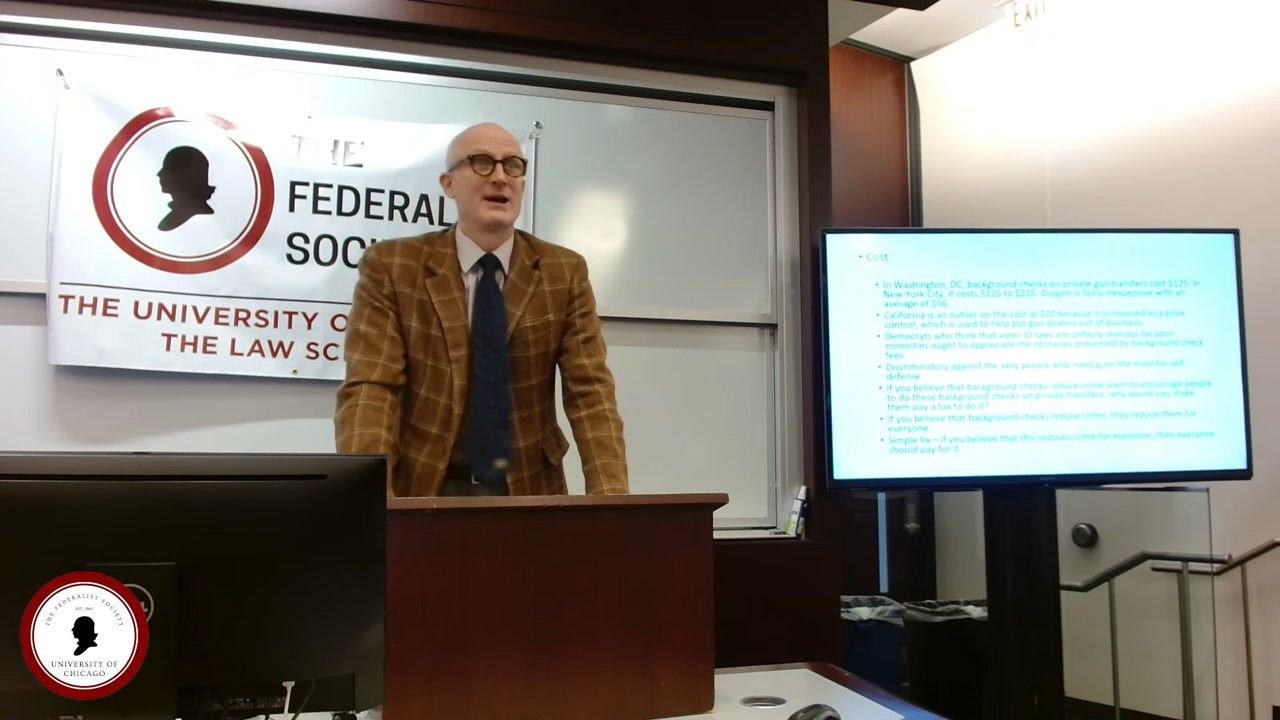 EXIT
THE
FEDERAL
SOCI
THE UNIVERSITY O
THE LAW SC
• Cost
• In Washington, DC, background checks on private gun transfers cost $125. In
New York City, it costs $125 to $225. Oregon is fairly inexpensive with an
average of $56.
• California is an outlier on the cost at $20 because it is imposed as a price
control, which is used to help put gun dealers out of business.
• Democrats who think that voter ID laws are unfairly onerous for poor
minorities ought to appreciate the obstacles presented by background check
fees.
• Discriminatory against the very people who need guns the most for self-
defense
• If you believe that background checks reduce crime want to encourage people
to do these background checks on private transfers, why would you make
them pay a tax to do it?
• If you believe that background checks reduce crime, they reduce them for
everyone.
• Simple fix – if you believe that this reduces crime for everyone, then everyone
should pay for it
THE FEDERALIST SOCIETY
EST. 1982
UNIVERSITY OF
CHICAGO